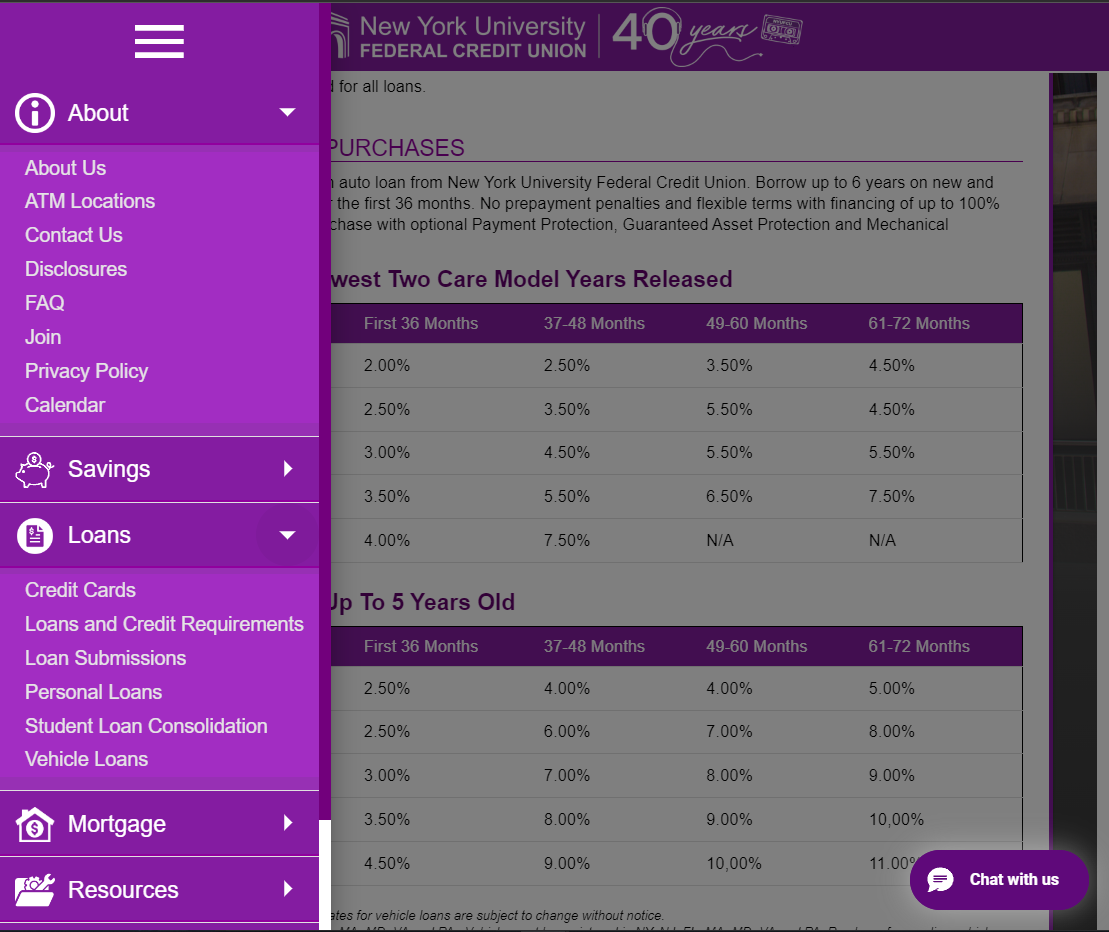 About
About Us
ATM Locations
Contact Us
Disclosures
FAQ
Join
Privacy Policy
Calendar
Savings
Loans
Credit Cards
Loans and Credit Requirements
Loan Submissions
Personal Loans
Student Loan Consolidation
Vehicle Loans
Mortgage
Resources
New York University
FEDERAL CREDIT UNION
40 years
for all loans.
PURCHASES
auto loan from New York University Federal Credit Union. Borrow up to 6 years on new and
the first 36 months. No prepayment penalties and flexible terms with financing of up to 100%
chase with optional Payment Protection, Guaranteed Asset Protection and Mechanical
west Two Care Model Years Released
First 36 Months 37-48 Months 49-60 Months 61-72 Months
2.00% 2.50% 3.50% 4.50%
2.50% 3.50% 5.50% 4.50%
3.00% 4.50% 5.50% 5.50%
3.50% 5.50% 6.50% 7.50%
4.00% 7.50% N/A N/A
Up To 5 Years Old
First 36 Months 37-48 Months 49-60 Months 61-72 Months
2.50% 4.00% 4.00% 5.00%
2.50% 6.00% 7.00% 8.00%
3.00% 7.00% 8.00% 9.00%
3.50% 8.00% 9.00% 10,00%
4.50% 9.00% 10,00% 11.00%
ates for vehicle loans are subject to change without notice.
Chat with us